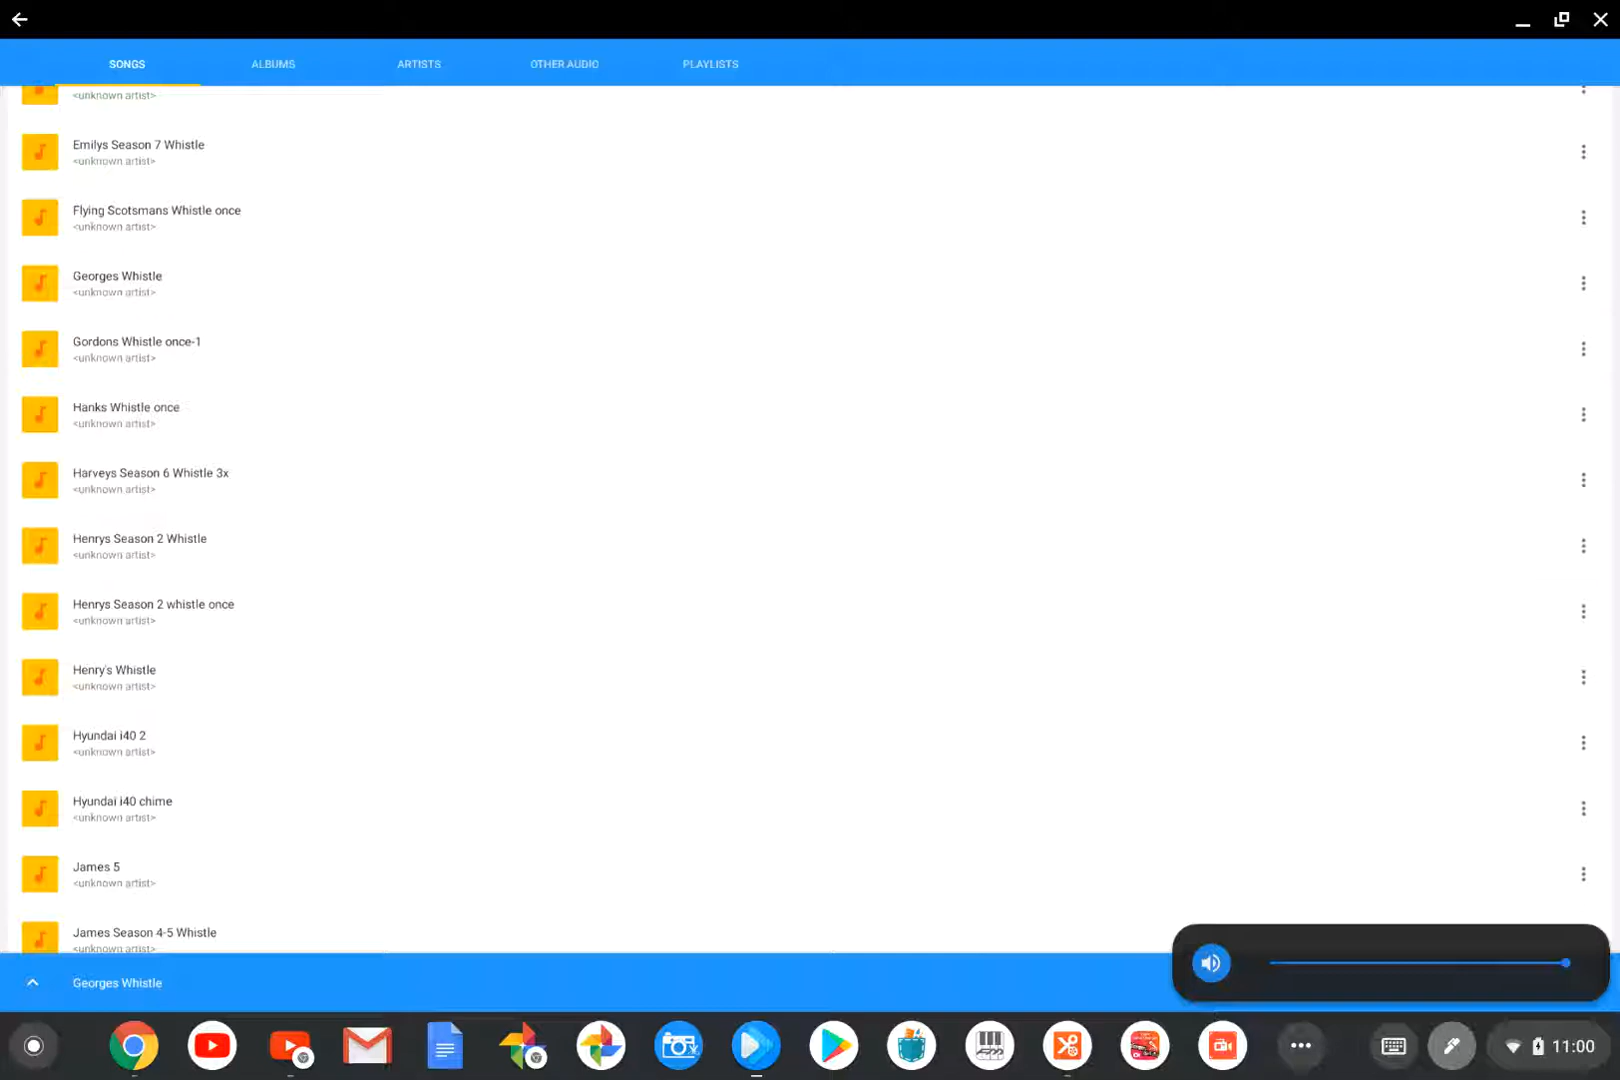 SONGS
ALBUMS
ARTISTS
OTHER AUDIO
PLAYLISTS
<unknown artist>
Emilys Season 7 Whistle
<unknown artist>
Flying Scotsmans Whistle once
<unknown artist>
Georges Whistle
<unknown artist>
Gordons Whistle once-1
<unknown artist>
Hanks Whistle once
<unknown artist>
Harveys Season 6 Whistle 3x
<unknown artist>
Henrys Season 2 Whistle
<unknown artist>
Henrys Season 2 whistle once
<unknown artist>
Henry's Whistle
<unknown artist>
Hyundai i40 2
<unknown artist>
Hyundai i40 chime
<unknown artist>
James 5
<unknown artist>
James Season 4-5 Whistle
<unknown artist>
Georges Whistle
11:00